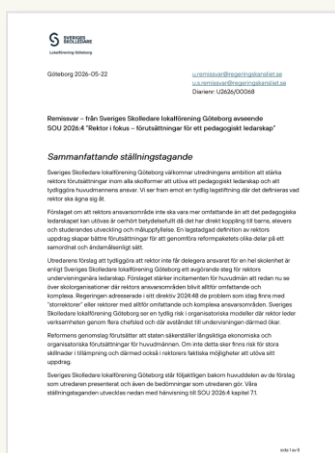 SVERIGES
SKOLLEDARE
Lokalförening Göteborg
Göteborg 2026-05-22
u.remissvar@regeringskansliet.se
u.s.remissvar@regeringskansliet.se
Diarienr: U2626/00068
Remissvar – från Sveriges Skolledare lokalförening Göteborg avseende
SOU 2026:4 "Rektor i fokus – förutsättningar för ett pedagogiskt ledarskap"
Sammanfattande ställningstagande
Sveriges Skolledare lokalförening Göteborg välkomnar utredningens ambition att stärka
rektors förutsättningar inom alla skolformer att utöva ett pedagogiskt ledarskap och att
tydliggöra huvudmannens ansvar. Vi ser fram emot en tydlig lagstiftning där det definieras vad
rektor ska ägna sig åt.
Förslaget om att rektors ansvarsområde inte ska vara mer omfattande än att det pedagogiska
ledarskapet kan utövas är oerhört betydelsefullt då det har direkt koppling till barns, elevers
och studerandes utveckling och måluppfyllelse. En lagstadgad definition av rektors
uppdrag skapar bättre förutsättningar för att genomföra reformpaketets olika delar på ett
samordnat och ändamålsenligt sätt.
Utredarens förslag att tydliggöra att rektor inte får delegera ansvaret för en hel skolenhet är
enligt Sveriges Skolledare lokalförening Göteborg ett avgörande steg för rektors
undervisningsnära ledarskap. Förslaget stärker incitamenten för huvudmän att redan nu se
över skolorganisationer där rektors ansvarsområden blivit alltför omfattande och
komplexa. Regeringen adresserade i sitt direktiv 2024:48 de problem som idag finns med
"storrektorer" eller rektorer med alltför omfattande och komplexa ansvarsområden. Sveriges
Skolledare lokalförening Göteborg ser en tydlig risk i organisatoriska modeller där rektor leder
verksamheten genom flera chefsled och där avståndet till undervisningen därmed ökar.
Reformens genomslag förutsätter att staten säkerställer långsiktiga ekonomiska och
organisatoriska förutsättningar för huvudmännen. Om inte detta sker finns risk för stora
skillnader i tillämpning och därmed också i rektorers faktiska möjligheter att utöva sitt
uppdrag.
Sveriges Skolledare lokalförening Göteborg står följaktligen bakom huvuddelen av de förslag
som utredaren presenterat och även de bedömningar som utredaren gör. Våra
ställningstaganden utvecklas nedan med hänvisning till SOU 2026:4 kapitel 7.1.